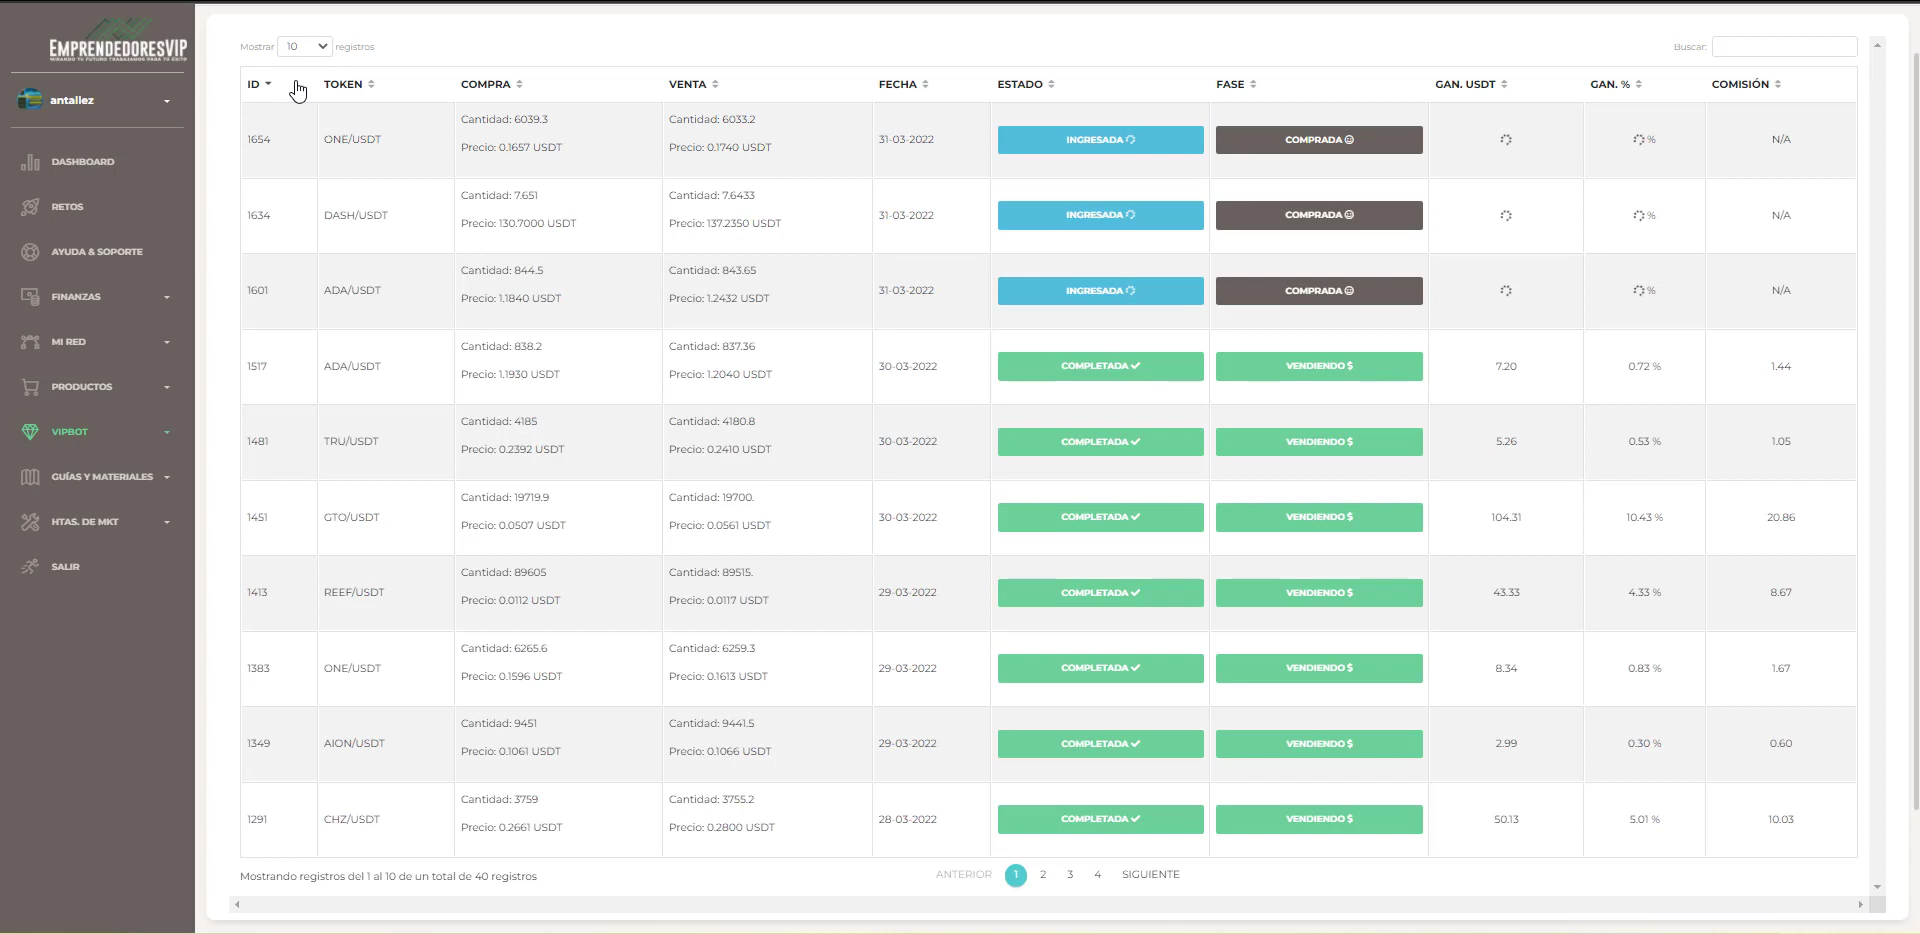 EMPRENDEDORESVIP
MIRANDO TU FUTURO TRABAJAMOS PARA TU ÉXITO
antallez
DASHBOARD
RETOS
AYUDA & SOPORTE
FINANZAS
MI RED
PRODUCTOS
VIPBOT
GUÍAS Y MATERIALES
HTAS. DE MKT
SALIR
Mostrar 10 registros
Buscar:
ID TOKEN COMPRA VENTA FECHA ESTADO FASE GAN. USDT GAN. % COMISIÓN
Cantidad: 6039.3 Cantidad: 6033.2
1654 ONE/USDT 31-03-2022 INGRESADA COMPRADA % N/A
Precio: 0.1657 USDT Precio: 0.1740 USDT
Cantidad: 7.651 Cantidad: 7.6433
1634 DASH/USDT 31-03-2022 INGRESADA COMPRADA % N/A
Precio: 130.7000 USDT Precio: 137.2350 USDT
Cantidad: 844.5 Cantidad: 843.65
1601 ADA/USDT 31-03-2022 INGRESADA COMPRADA % N/A
Precio: 1.1840 USDT Precio: 1.2432 USDT
Cantidad: 838.2 Cantidad: 837.36
1517 ADA/USDT 30-03-2022 COMPLETADA VENDIENDO $ 7.20 0.72 % 1.44
Precio: 1.1930 USDT Precio: 1.2040 USDT
Cantidad: 4185 Cantidad: 4180.8
1481 TRU/USDT 30-03-2022 COMPLETADA VENDIENDO $ 5.26 0.53 % 1.05
Precio: 0.2392 USDT Precio: 0.2410 USDT
Cantidad: 19719.9 Cantidad: 19700.
1451 GTO/USDT 30-03-2022 COMPLETADA VENDIENDO $ 104.31 10.43 % 20.86
Precio: 0.0507 USDT Precio: 0.0561 USDT
Cantidad: 89605 Cantidad: 89515.
1413 REEF/USDT 29-03-2022 COMPLETADA VENDIENDO $ 43.33 4.33 % 8.67
Precio: 0.0112 USDT Precio: 0.0117 USDT
Cantidad: 6265.6 Cantidad: 6259.3
1383 ONE/USDT 29-03-2022 COMPLETADA VENDIENDO $ 8.34 0.83 % 1.67
Precio: 0.1596 USDT Precio: 0.1613 USDT
Cantidad: 9451 Cantidad: 9441.5
1349 AION/USDT 29-03-2022 COMPLETADA VENDIENDO $ 2.99 0.30 % 0.60
Precio: 0.1061 USDT Precio: 0.1066 USDT
Cantidad: 3759 Cantidad: 3755.2
1291 CHZ/USDT 28-03-2022 COMPLETADA VENDIENDO $ 50.13 5.01 % 10.03
Precio: 0.2661 USDT Precio: 0.2800 USDT
Mostrando registros del 1 al 10 de un total de 40 registros
ANTERIOR 1 2 3 4 SIGUIENTE